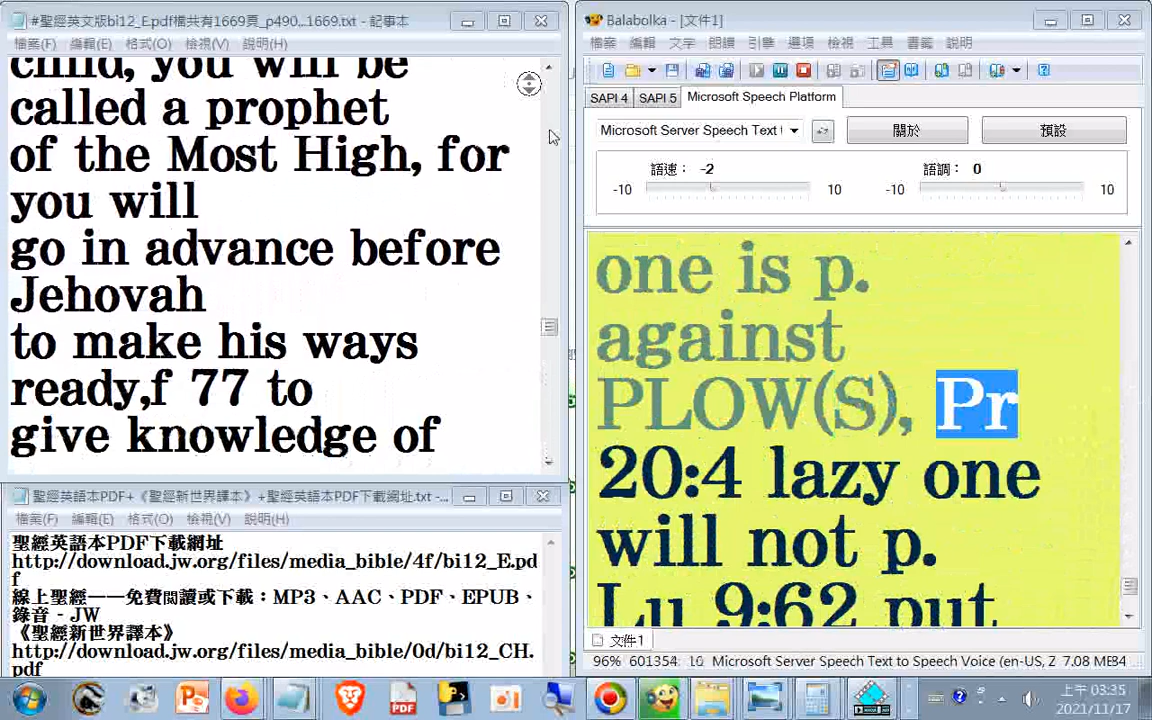 #聖經英文版bi12_E.pdf檔共有1669頁_p490,..1669.txt - 記事本
檔案(F) 編輯(E) 格式(O) 檢視(V) 說明(H)
child, you will be
called a prophet
of the Most High, for
you will
go in advance before
Jehovah
to make his ways
ready,f 77 to
give knowledge of
聖經英語本PDF+《聖經新世界譯本》+聖經英語本PDF下載網址.txt - ...
檔案(F) 編輯(E) 格式(O) 檢視(V) 說明(H)
聖經英語本PDF下載網址
http://download.jw.org/files/media_bible/4f/bi12_E.pd
f
線上聖經——免費閱讀或下載：MP3、AAC、PDF、EPUB、
錄音 - JW
《聖經新世界譯本》
http://download.jw.org/files/media_bible/0d/bi12_CH.
pdf
Balabolka - [文件1]
檔案 編輯 文字 朗讀 引擎 選項 檢視 工具 書籤 說明
SAPI 4 SAPI 5 Microsoft Speech Platform
Microsoft Server Speech Text 關於 預設
語速： -2 語調： 0
-10 10 -10 10
one is p.
against
PLOW(S), Pr
20:4 lazy one
will not p.
Lu 9:62 put
文件1
96% 601354: 10 Microsoft Server Speech Text to Speech Voice (en-US, Z 7.08 MB
上午 03:35
2021/11/17